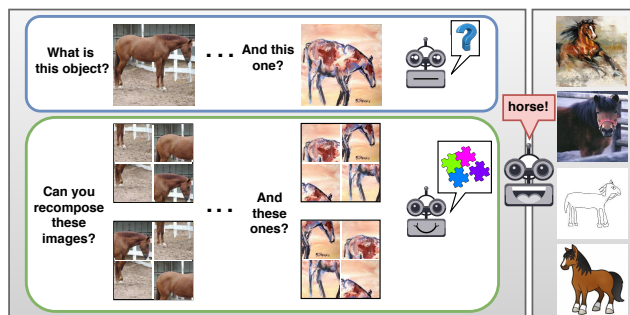 What is
this object?
And this
one?
?
horse!
Can you
recompose
these
images?
And
these
ones?